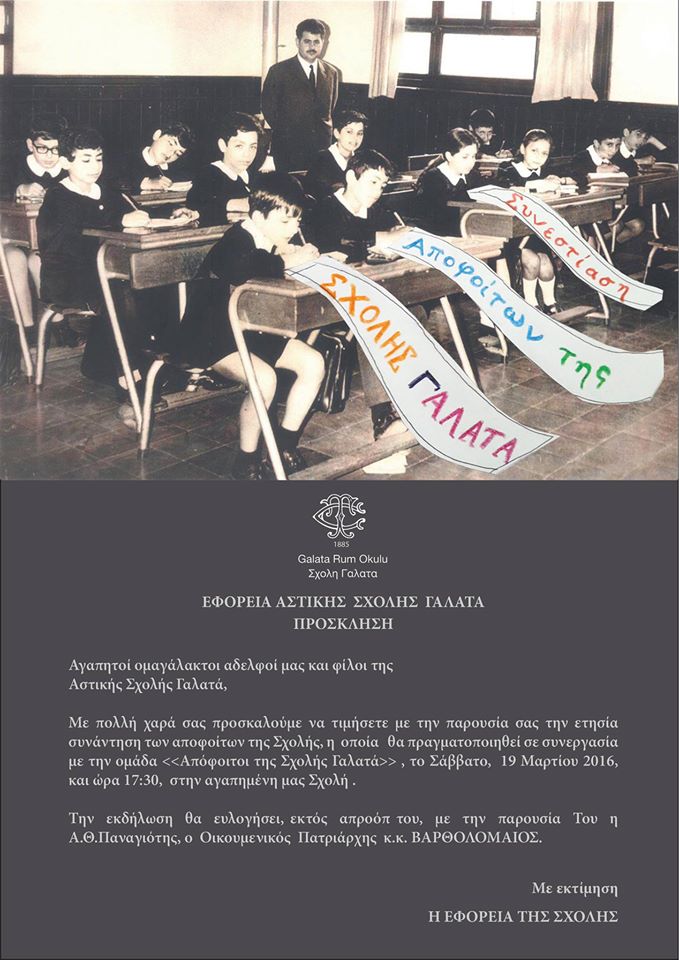 Συνεστίαση
Αποφοίτων της
ΣΧΟΛΗΣ ΓΑΛΑΤΑ
1885
Galata Rum Okulu
Σχολη Γαλατα
ΕΦΟΡΕΙΑ ΑΣΤΙΚΗΣ ΣΧΟΛΗΣ ΓΑΛΑΤΑ
ΠΡΟΣΚΛΗΣΗ
Αγαπητοί ομαγάλακτοι αδελφοί μας και φίλοι της
Αστικής Σχολής Γαλατά,
Με πολλή χαρά σας προσκαλούμε να τιμήσετε με την παρουσία σας την ετησία
συνάντηση των αποφοίτων της Σχολής, η οποία θα πραγματοποιηθεί σε συνεργασία
με την ομάδα <<Απόφοιτοι της Σχολής Γαλατά>> , το Σάββατο, 19 Μαρτίου 2016,
και ώρα 17:30, στην αγαπημένη μας Σχολή .
Την εκδήλωση θα ευλογήσει, εκτός απροόπ του, με την παρουσία Του η
Α.Θ.Παναγιότης, ο Οικουμενικός Πατριάρχης κ.κ. ΒΑΡΘΟΛΟΜΑΙΟΣ.
Με εκτίμηση
Η ΕΦΟΡΕΙΑ ΤΗΣ ΣΧΟΛΗΣ